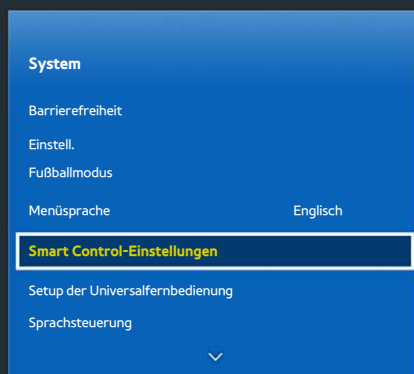 System
Barrierefreiheit
Einstell.
Fußballmodus
Menüsprache Englisch
Smart Control-Einstellungen
Setup der Universalfernbedienung
Sprachsteuerung